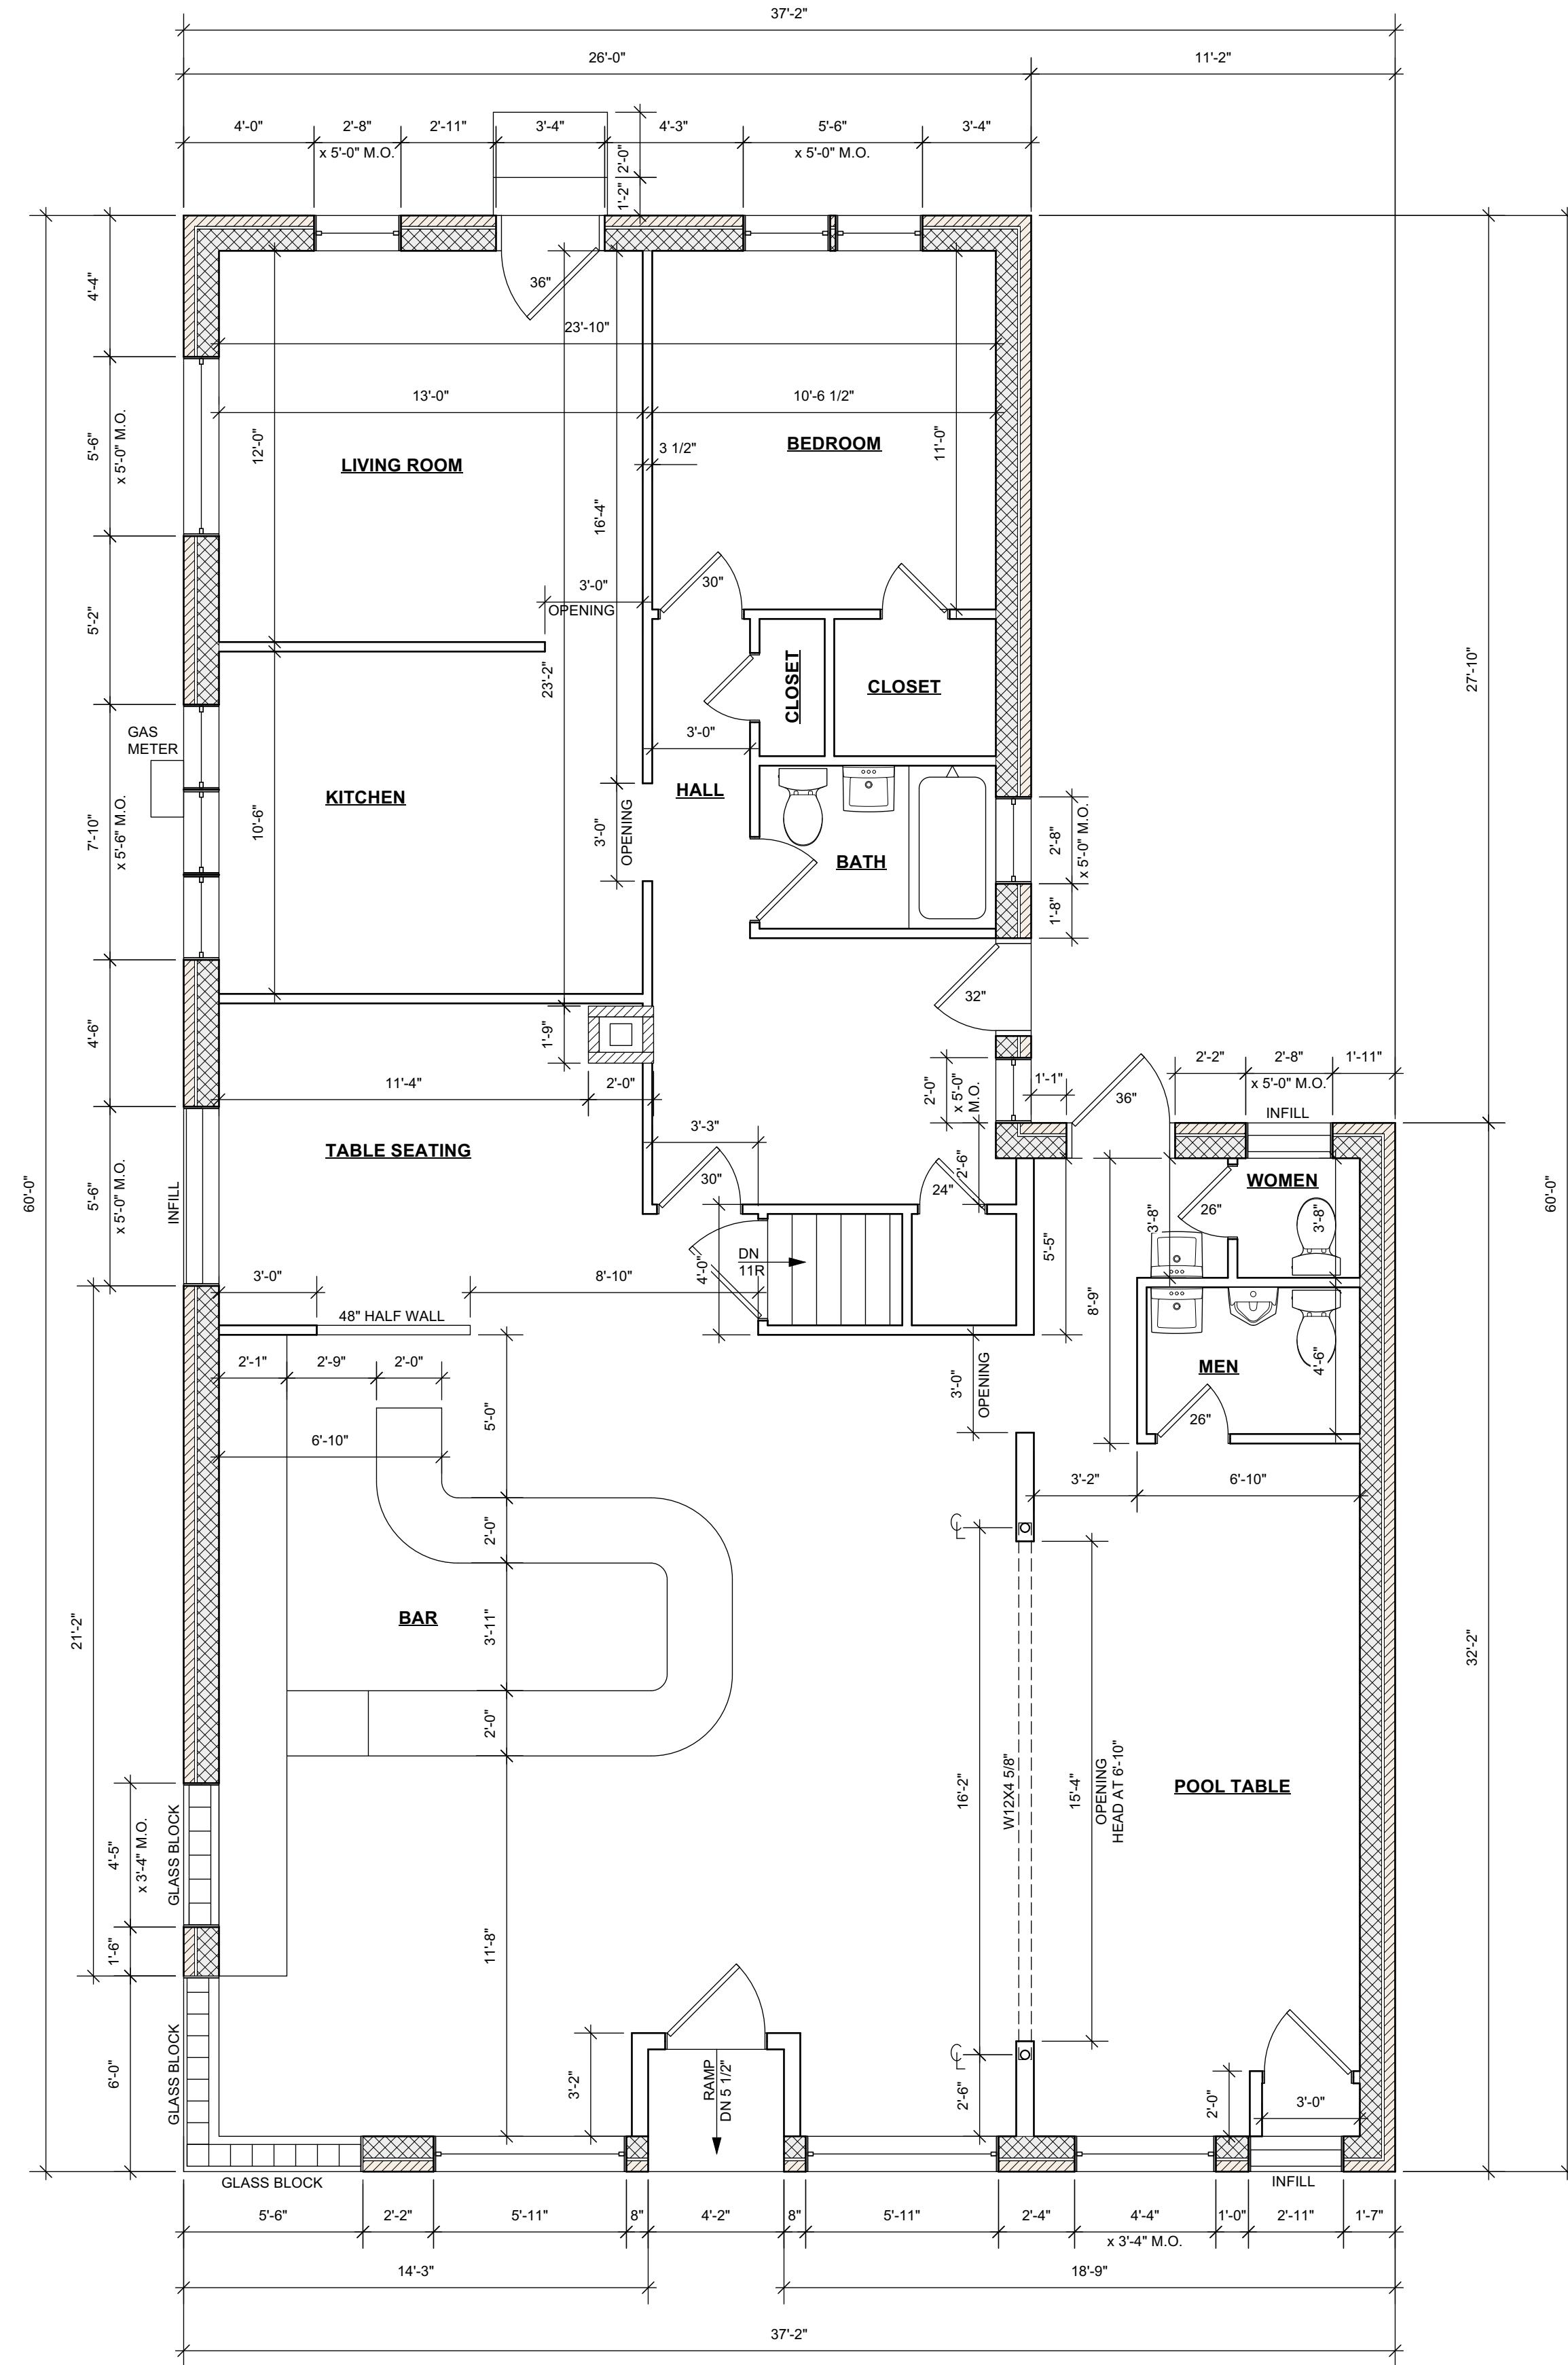 37'-2"
26'-0"
11'-2"
4'-0"
2'-8"
x 5'-0" M.O.
2'-11"
3'-4"
2'-0"
1'-2"
4'-3"
5'-6"
x 5'-0" M.O.
3'-4"
4'-4"
36"
23'-10"
13'-0"
10'-6 1/2"
5'-6"
x 5'-0" M.O.
12'-0"
LIVING ROOM
3 1/2"
BEDROOM
11'-0"
16'-4"
30"
3'-0"
OPENING
5'-2"
23'-2"
CLOSET
CLOSET
27'-10"
GAS
METER
3'-0"
KITCHEN
HALL
7'-10"
x 5'-6" M.O.
10'-6"
3'-0"
OPENING
BATH
2'-8"
x 5'-0" M.O.
1'-8"
32"
4'-6"
1'-9"
11'-4"
2'-0"
2'-0"
x 5'-0"
M.O.
1'-1"
36"
2'-2"
2'-8"
x 5'-0" M.O.
1'-11"
INFILL
3'-3"
TABLE SEATING
2'-6"
30"
24"
WOMEN
26"
3'-8"
3'-8"
60'-0"
5'-6"
x 5'-0" M.O.
INFILL
60'-0"
4'-0"
DN
11R
5'-5"
8'-9"
3'-0"
8'-10"
48" HALF WALL
2'-1"
2'-9"
2'-0"
3'-0"
OPENING
MEN
4'-6"
26"
5'-0"
6'-10"
3'-2"
6'-10"
2'-0"
21'-2"
BAR
3'-11"
32'-2"
2'-0"
16'-2"
W12X4 5/8"
15'-4"
OPENING
HEAD AT 6'-10"
POOL TABLE
4'-5"
x 3'-4" M.O.
GLASS BLOCK
1'-6"
11'-8"
6'-0"
GLASS BLOCK
3'-2"
RAMP
DN 5 1/2"
2'-6"
2'-0"
3'-0"
GLASS BLOCK
INFILL
5'-6"
2'-2"
5'-11"
8"
4'-2"
8"
5'-11"
2'-4"
4'-4"
x 3'-4" M.O.
1'-0"
2'-11"
1'-7"
14'-3"
18'-9"
37'-2"